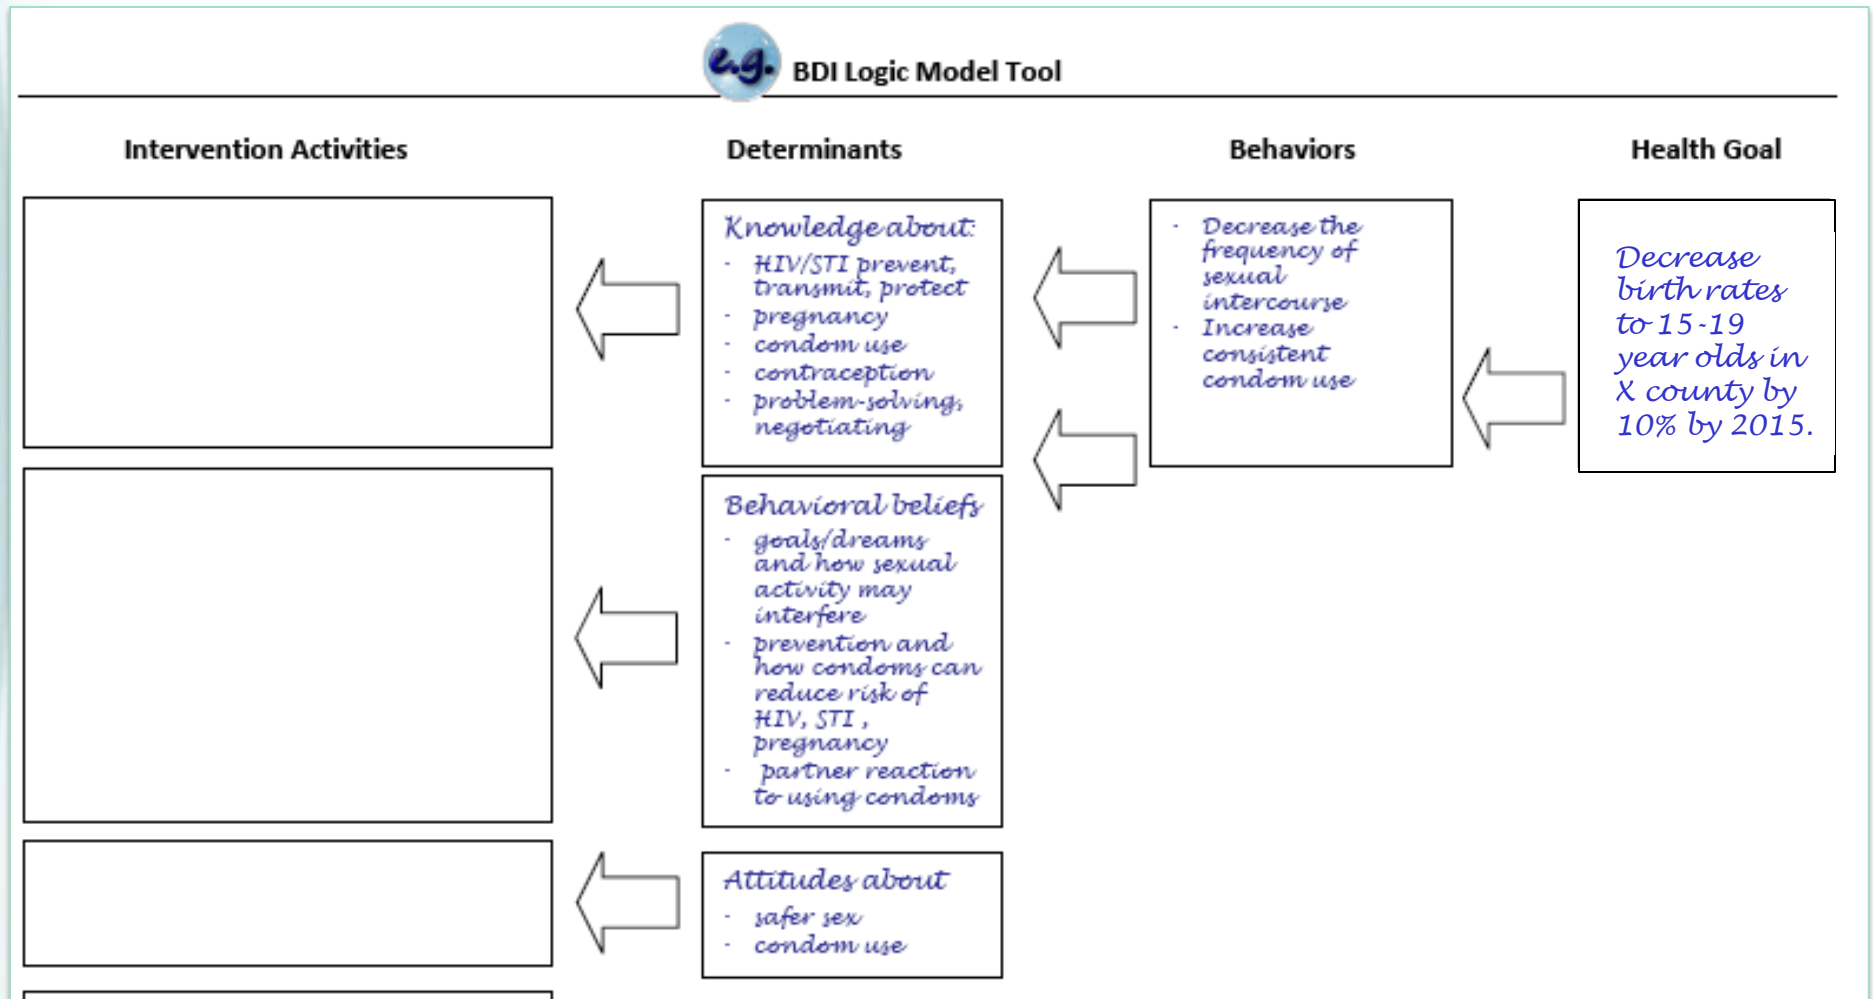 e.g. BDI Logic Model Tool
Intervention Activities
Determinants
Behaviors
Health Goal
Knowledge about:
- HIV/STI prevent,
transmit, protect
- pregnancy
- condom use
- contraception
- problem-solving,
negotiating
- Decrease the
frequency of
sexual
intercourse
- Increase
consistent
condom use
Decrease
birth rates
to 15-19
year olds in
X county by
10% by 2015.
Behavioral beliefs
- goals/dreams
and how sexual
activity may
interfere
- prevention and
how condoms can
reduce risk of
HIV, STI ,
pregnancy
- partner reaction
to using condoms
Attitudes about
- safer sex
- condom use